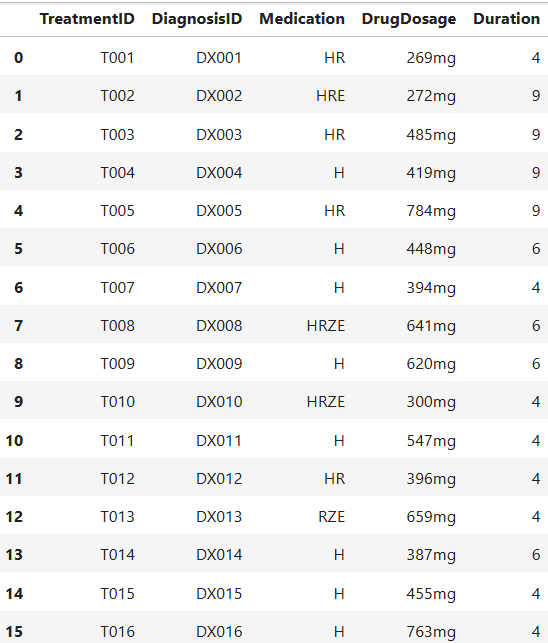 TreatmentID DiagnosisID Medication DrugDosage Duration
0 T001 DX001 HR 269mg 4
1 T002 DX002 HRE 272mg 9
2 T003 DX003 HR 485mg 9
3 T004 DX004 H 419mg 9
4 T005 DX005 HR 784mg 9
5 T006 DX006 H 448mg 6
6 T007 DX007 H 394mg 4
7 T008 DX008 HRZE 641mg 6
8 T009 DX009 H 620mg 6
9 T010 DX010 HRZE 300mg 4
10 T011 DX011 H 547mg 4
11 T012 DX012 HR 396mg 4
12 T013 DX013 RZE 659mg 4
13 T014 DX014 H 387mg 6
14 T015 DX015 H 455mg 4
15 T016 DX016 H 763mg 4